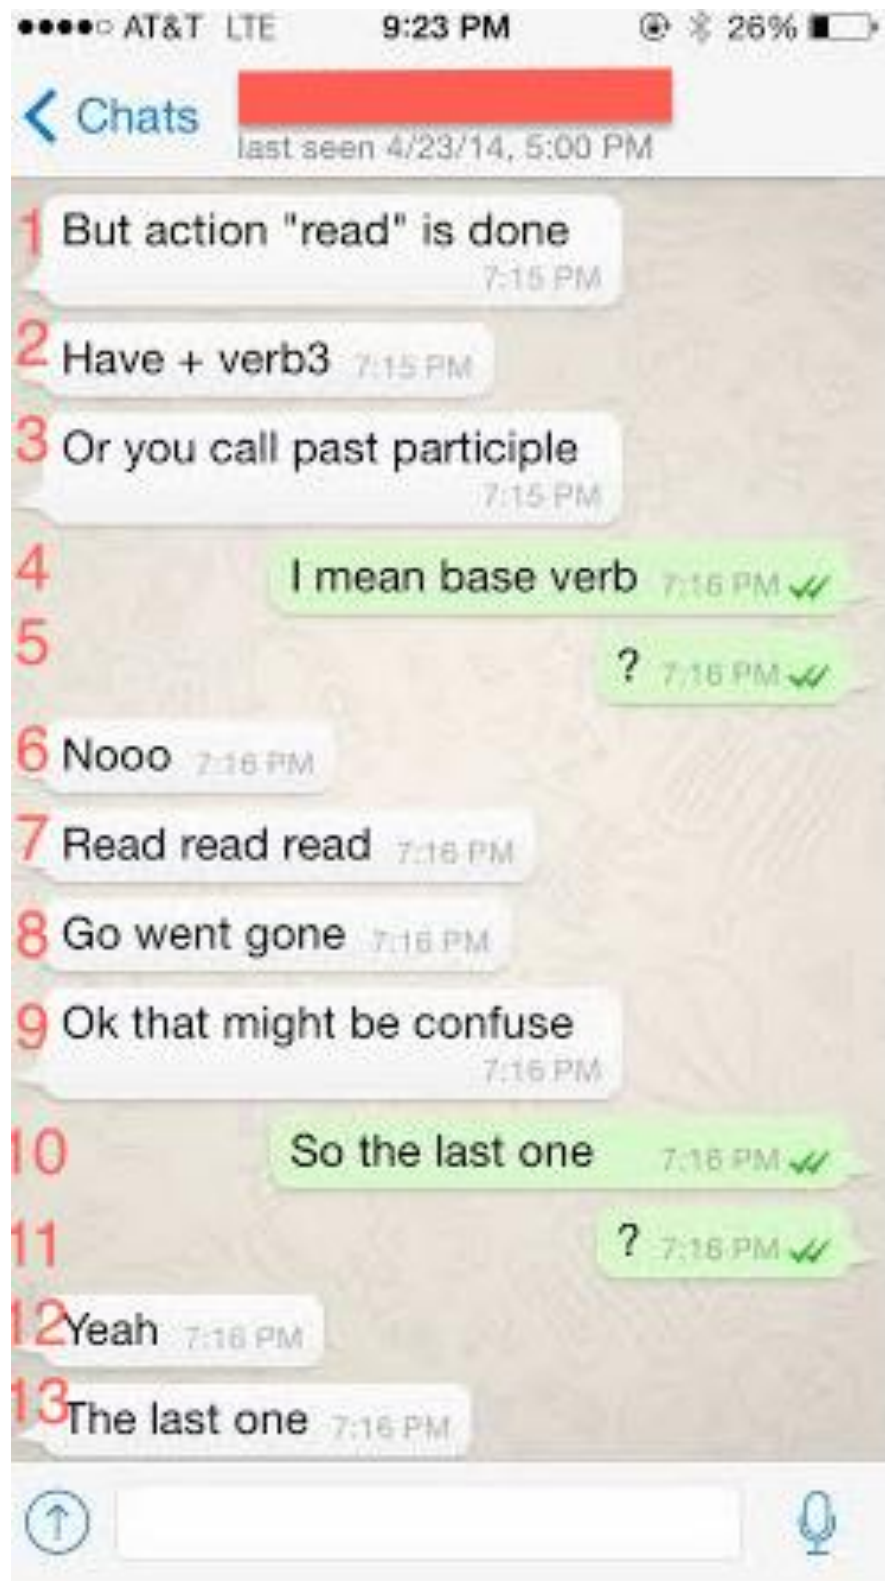 AT&T LTE 9:23 PM 26%
Chats
last seen 4/23/14, 5:00 PM
1 But action "read" is done
7:15 PM
2 Have + verb3 7:15 PM
3 Or you call past participle
7:15 PM
4 I mean base verb 7:16 PM
5 ? 7:16 PM
6 Nooo 7:16 PM
7 Read read read 7:16 PM
8 Go went gone 7:16 PM
9 Ok that might be confuse
7:16 PM
10 So the last one 7:16 PM
11 ? 7:16 PM
12 Yeah 7:16 PM
13 The last one 7:16 PM